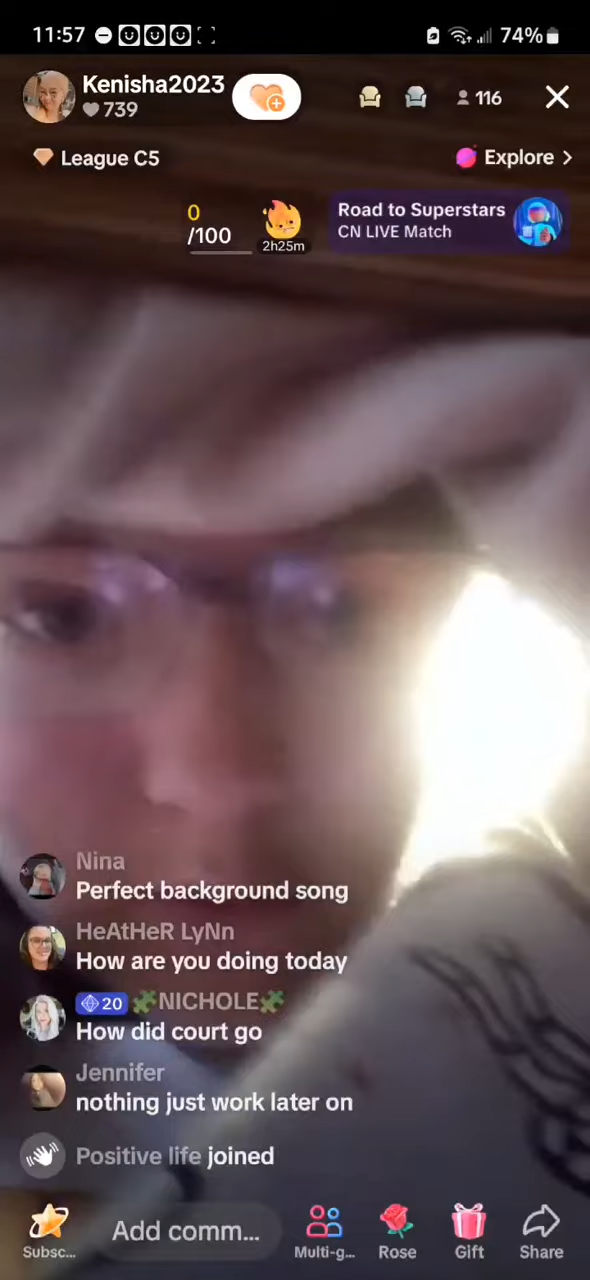 11:57
74%
Kenisha2023
739
116
League C5
Explore >
0
/100
2h25m
Road to Superstars
CN LIVE Match
Nina
Perfect background song
HeAtHeR LyNn
How are you doing today
20 NICHOLE
How did court go
Jennifer
nothing just work later on
Positive life joined
Subsc...
Add comm...
Multi-g...
Rose
Gift
Share